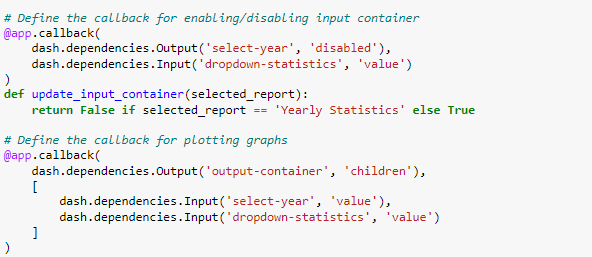 # Define the callback for enabling/disabling input container
@app.callback(
    dash.dependencies.Output('select-year', 'disabled'),
    dash.dependencies.Input('dropdown-statistics', 'value')
)
def update_input_container(selected_report):
    return False if selected_report == 'Yearly Statistics' else True

# Define the callback for plotting graphs
@app.callback(
    dash.dependencies.Output('output-container', 'children'),
    [
        dash.dependencies.Input('select-year', 'value'),
        dash.dependencies.Input('dropdown-statistics', 'value')
    ]
)